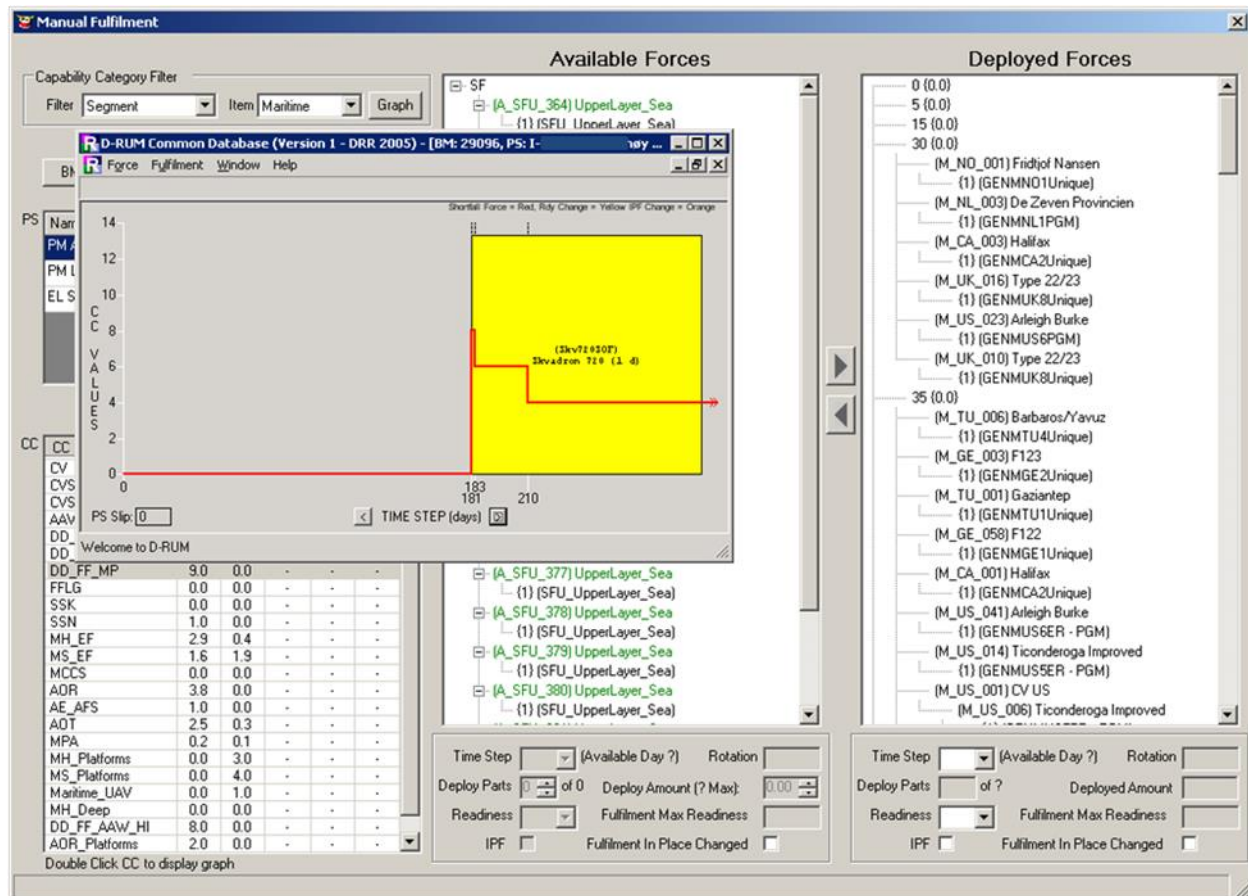 Manual Fulfilment
Capability Category Filter
Filter Segment Item Maritime Graph
BM
PS
Nam
PM A
PM L
EL S
CC
CC
CV
CVS
CVS
AAV
DD_
DD_
DD_FF_MP 9.0 0.0 - - -
FFLG 0.0 0.0 - - -
SSK 0.0 0.0 - - -
SSN 1.0 0.0 - - -
MH_EF 2.9 0.4 - - -
MS_EF 1.6 1.9 - - -
MCCS 0.0 0.0 - - -
AOR 3.8 0.0 - - -
AE_AFS 1.0 0.0 - - -
AOT 2.5 0.3 - - -
MPA 0.2 0.1 - - -
MH_Platforms 0.0 3.0 - - -
MS_Platforms 0.0 4.0 - - -
Maritime_UAV 0.0 1.0 - - -
MH_Deep 0.0 0.0 - - -
DD_FF_AAW_HI 8.0 0.0 - - -
AOR_Platforms 2.0 0.0 - - -
Double Click CC to display graph
D-RUM Common Database (Version 1 - DRR 2005) - [BM: 29096, PS: I- høy ...
Force Fulfilment Window Help
Shortfall Force = Red, Rdy Change = Yellow IPF Change = Orange
CC VALUES
14
12
10
8
6
4
2
0
(Skv720SOF)
Skvadron 720 (1 d)
0 183 210
181
PS Slip: 0 < TIME STEP (days)
Welcome to D-RUM
Available Forces
SF
(A_SFU_364) UpperLayer_Sea
{1} (SFU_UpperLayer_Sea)
(A_SFU_377) UpperLayer_Sea
{1} (SFU_UpperLayer_Sea)
(A_SFU_378) UpperLayer_Sea
{1} (SFU_UpperLayer_Sea)
(A_SFU_379) UpperLayer_Sea
{1} (SFU_UpperLayer_Sea)
(A_SFU_380) UpperLayer_Sea
{1} (SFU_UpperLayer_Sea)
Time Step (Available Day ?) Rotation
Deploy Parts 0 of 0 Deploy Amount (? Max): 0.00
Readiness Fulfilment Max Readiness
IPF Fulfilment In Place Changed
Deployed Forces
0 {0.0}
5 {0.0}
15 {0.0}
30 {0.0}
(M_NO_001) Fridtjof Nansen
{1} (GENMNO1Unique)
(M_NL_003) De Zeven Provincien
{1} (GENMNL1PGM)
(M_CA_003) Halifax
{1} (GENMCA2Unique)
(M_UK_016) Type 22/23
{1} (GENMUK8Unique)
(M_US_023) Arleigh Burke
{1} (GENMUS6PGM)
(M_UK_010) Type 22/23
{1} (GENMUK8Unique)
35 {0.0}
(M_TU_006) Barbaros/Yavuz
{1} (GENMTU4Unique)
(M_GE_003) F123
{1} (GENMGE2Unique)
(M_TU_001) Gaziantep
{1} (GENMTU1Unique)
(M_GE_058) F122
{1} (GENMGE1Unique)
(M_CA_001) Halifax
{1} (GENMCA2Unique)
(M_US_041) Arleigh Burke
{1} (GENMUS6ER - PGM)
(M_US_014) Ticonderoga Improved
{1} (GENMUS5ER - PGM)
(M_US_001) CV US
(M_US_006) Ticonderoga Improved
Time Step (Available Day ?) Rotation
Deploy Parts of ? Deployed Amount
Readiness Fulfilment Max Readiness
IPF Fulfilment In Place Changed